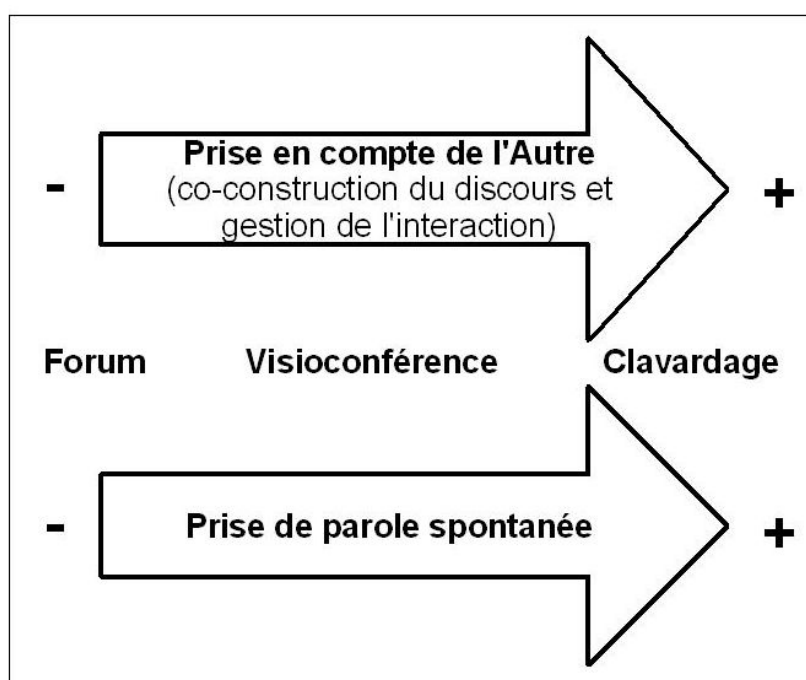 Prise en compte de l'Autre
(co-construction du discours et
- gestion de l'interaction) +
Forum Visioconférence Clavardage
- Prise de parole spontanée +